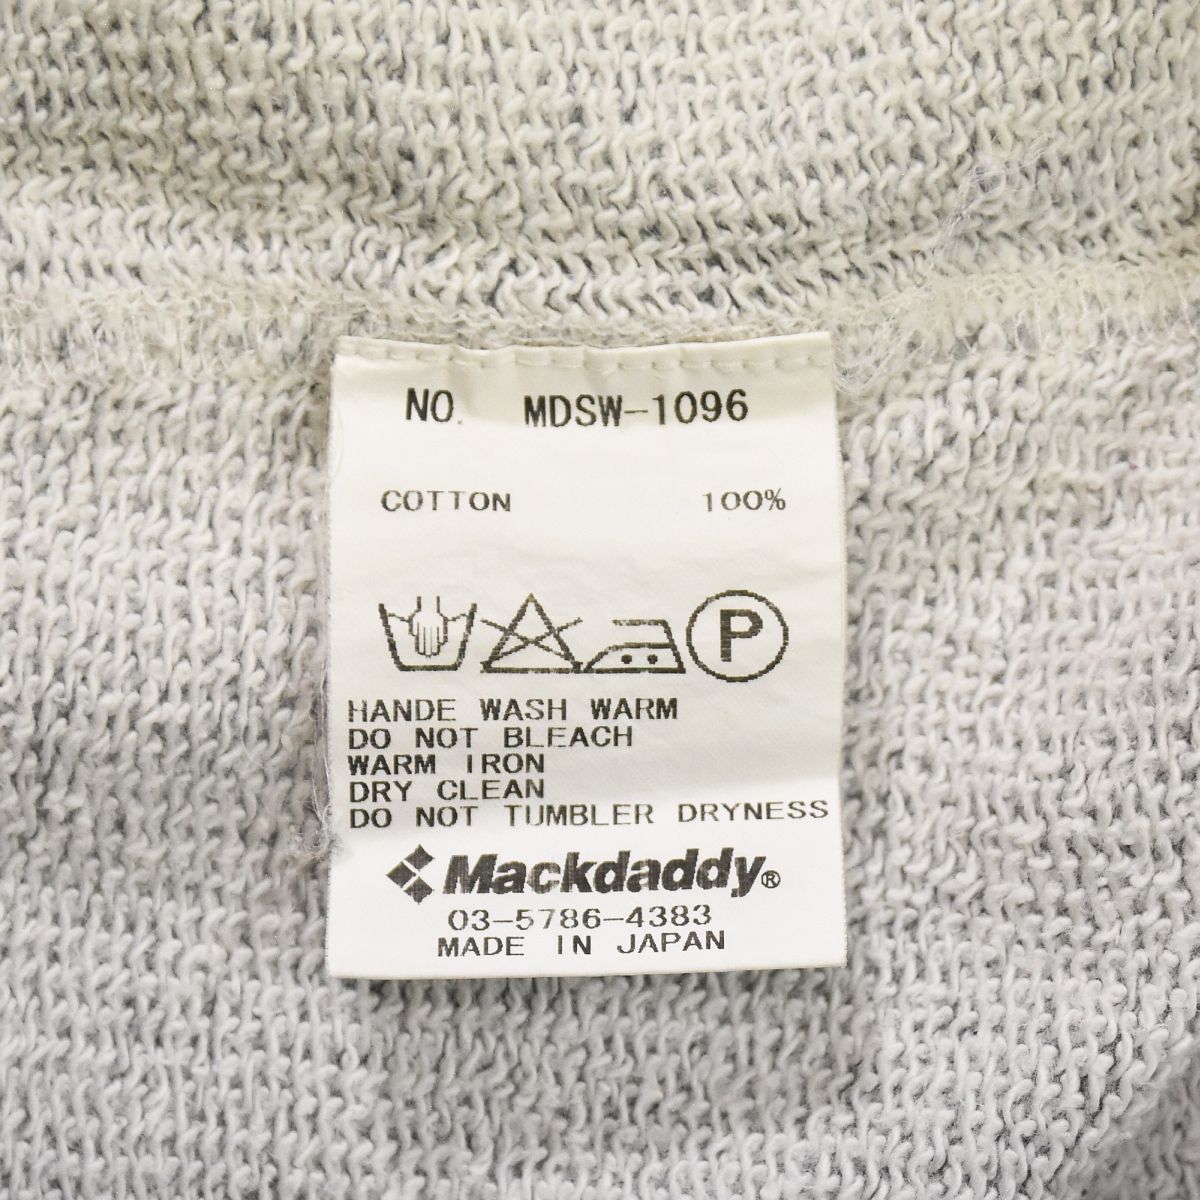 NO. MDSW-1096
COTTON 100%
P
HANDE WASH WARM
DO NOT BLEACH
WARM IRON
DRY CLEAN
DO NOT TUMBLER DRYNESS
Mackdaddy®
03-5786-4383
MADE IN JAPAN